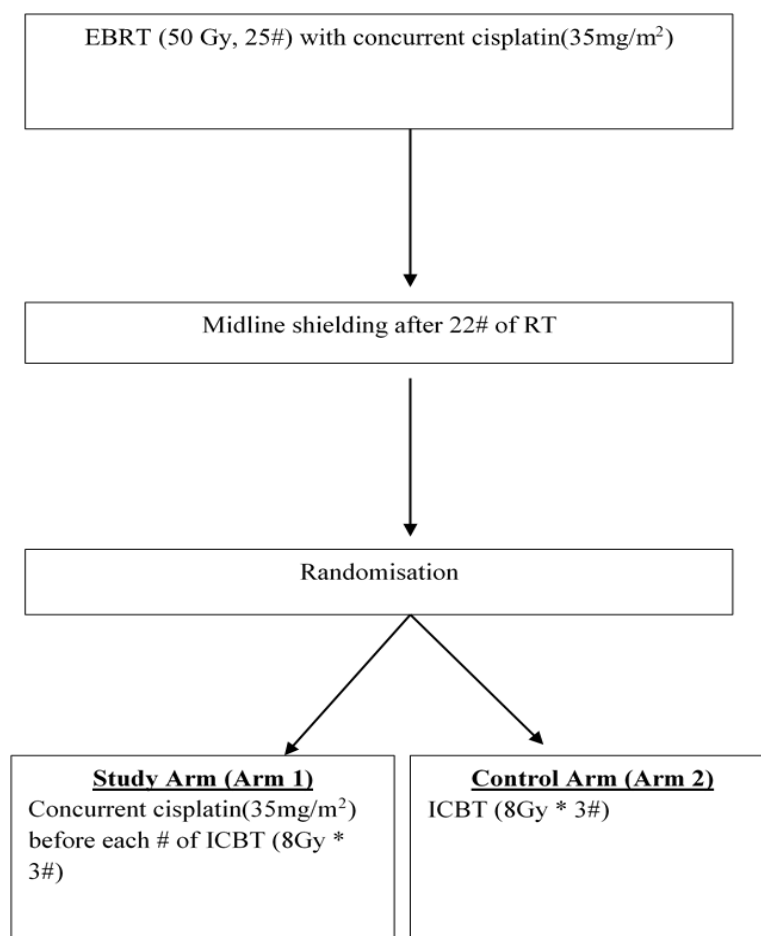 EBRT (50 Gy, 25#) with concurrent cisplatin(35mg/m²)
Midline shielding after 22# of RT
Randomisation
Study Arm (Arm 1)
Concurrent cisplatin(35mg/m²)
before each # of ICBT (8Gy *
3#)
Control Arm (Arm 2)
ICBT (8Gy * 3#)